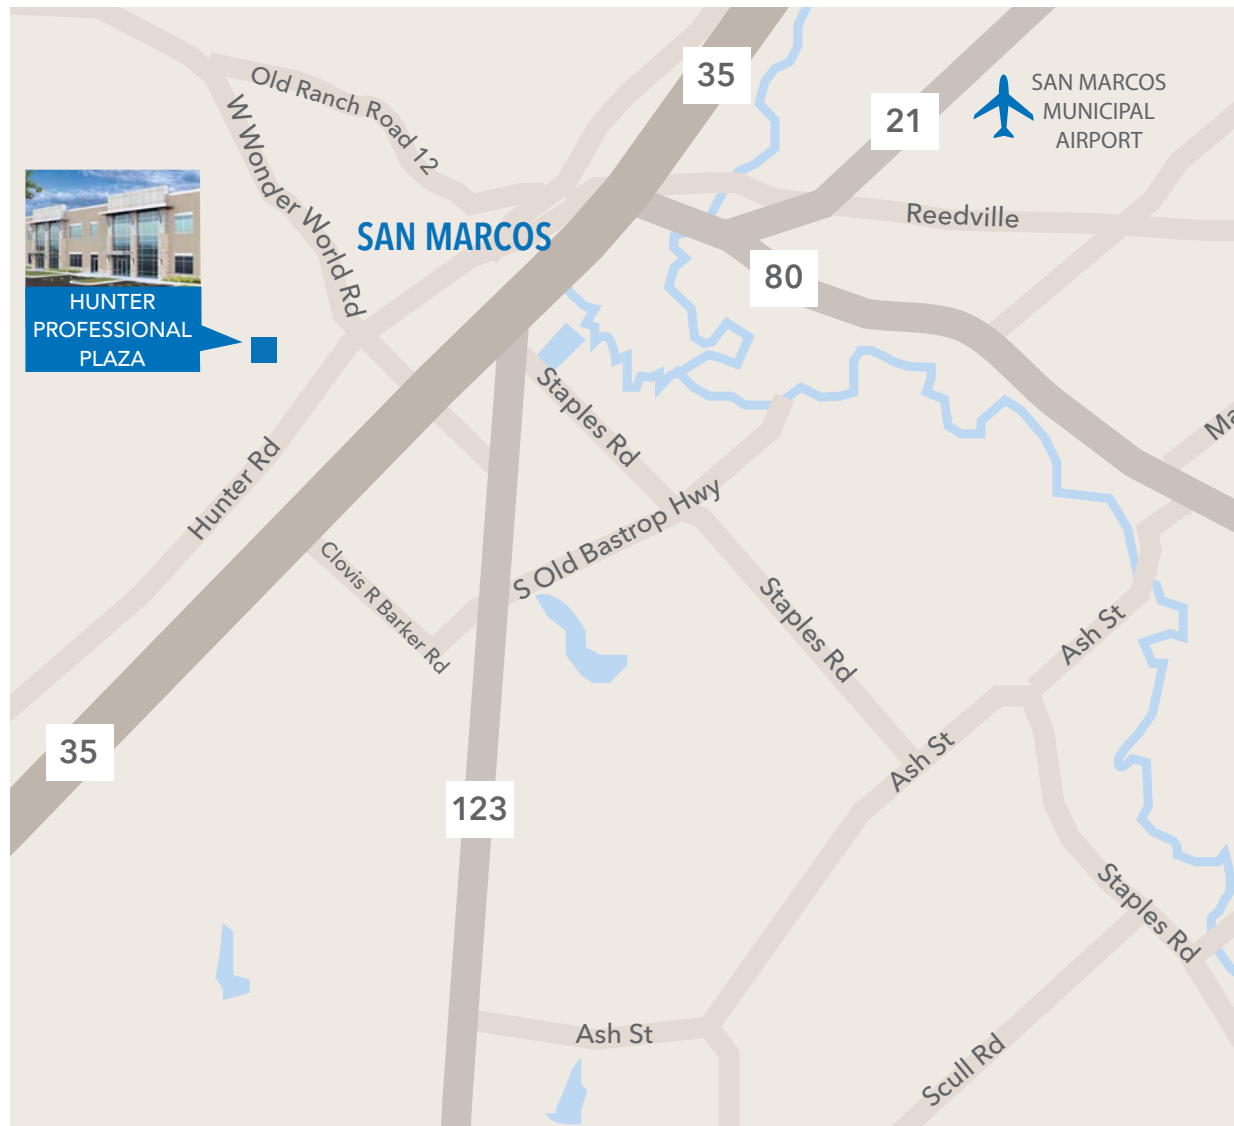 35
21
SAN MARCOS
MUNICIPAL
AIRPORT
Old Ranch Road 12
W Wonder World Rd
Reedville
SAN MARCOS
80
HUNTER
PROFESSIONAL
PLAZA
Staples Rd
Ma
Hunter Rd
S Old Bastrop Hwy
Clovis R Barker Rd
Staples Rd
Ash St
35
Ash St
123
Staples Rd
Ash St
Scull Rd